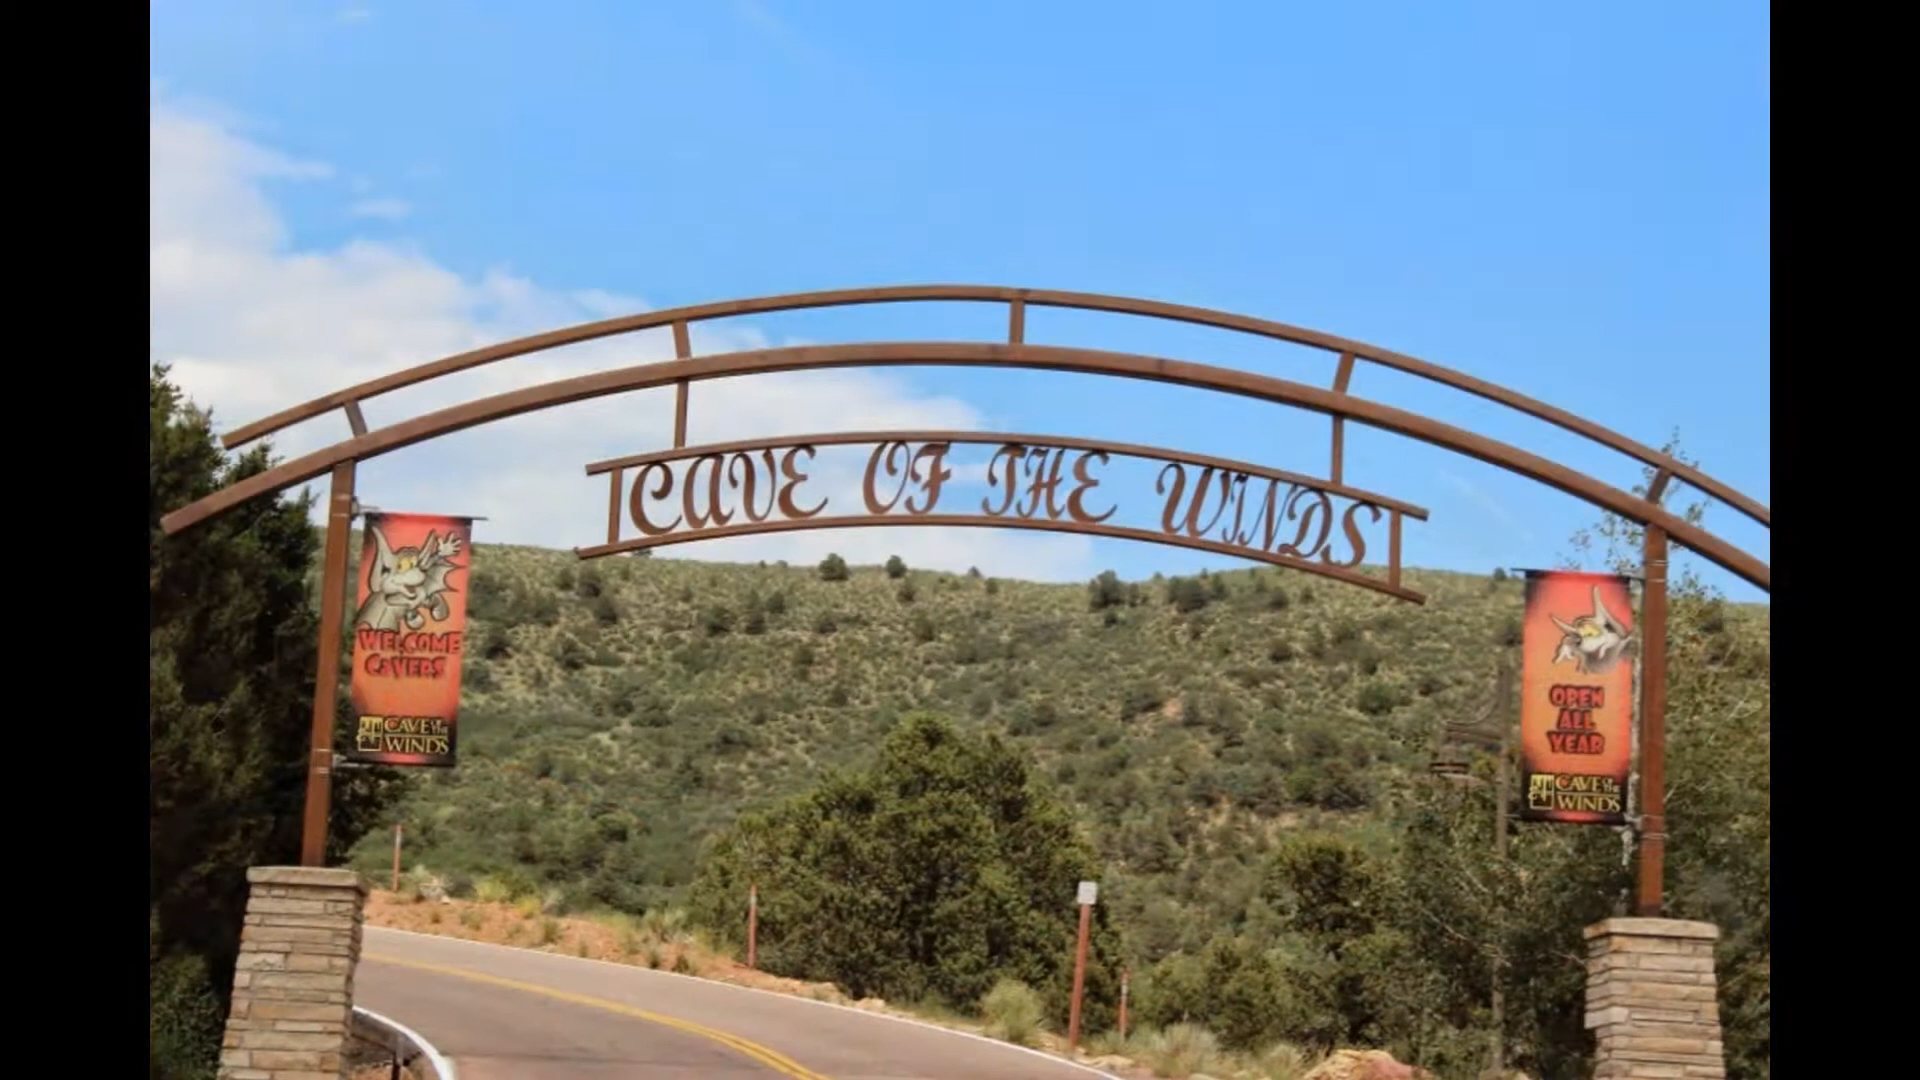 CAVE OF THE WINDS
WELCOME
CAVERS
CAVE OF THE
WINDS
OPEN
ALL
YEAR
CAVE OF THE
WINDS